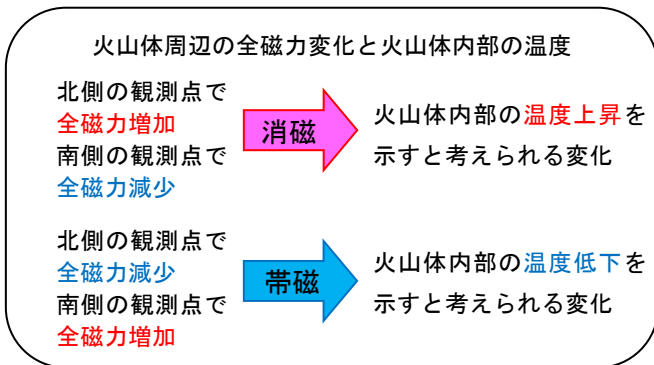 火山体周辺の全磁力変化と火山体内部の温度
北側の観測点で
全磁力増加
南側の観測点で
全磁力減少
消磁
火山体内部の温度上昇を
示すと考えられる変化
北側の観測点で
全磁力減少
南側の観測点で
全磁力増加
帯磁
火山体内部の温度低下を
示すと考えられる変化